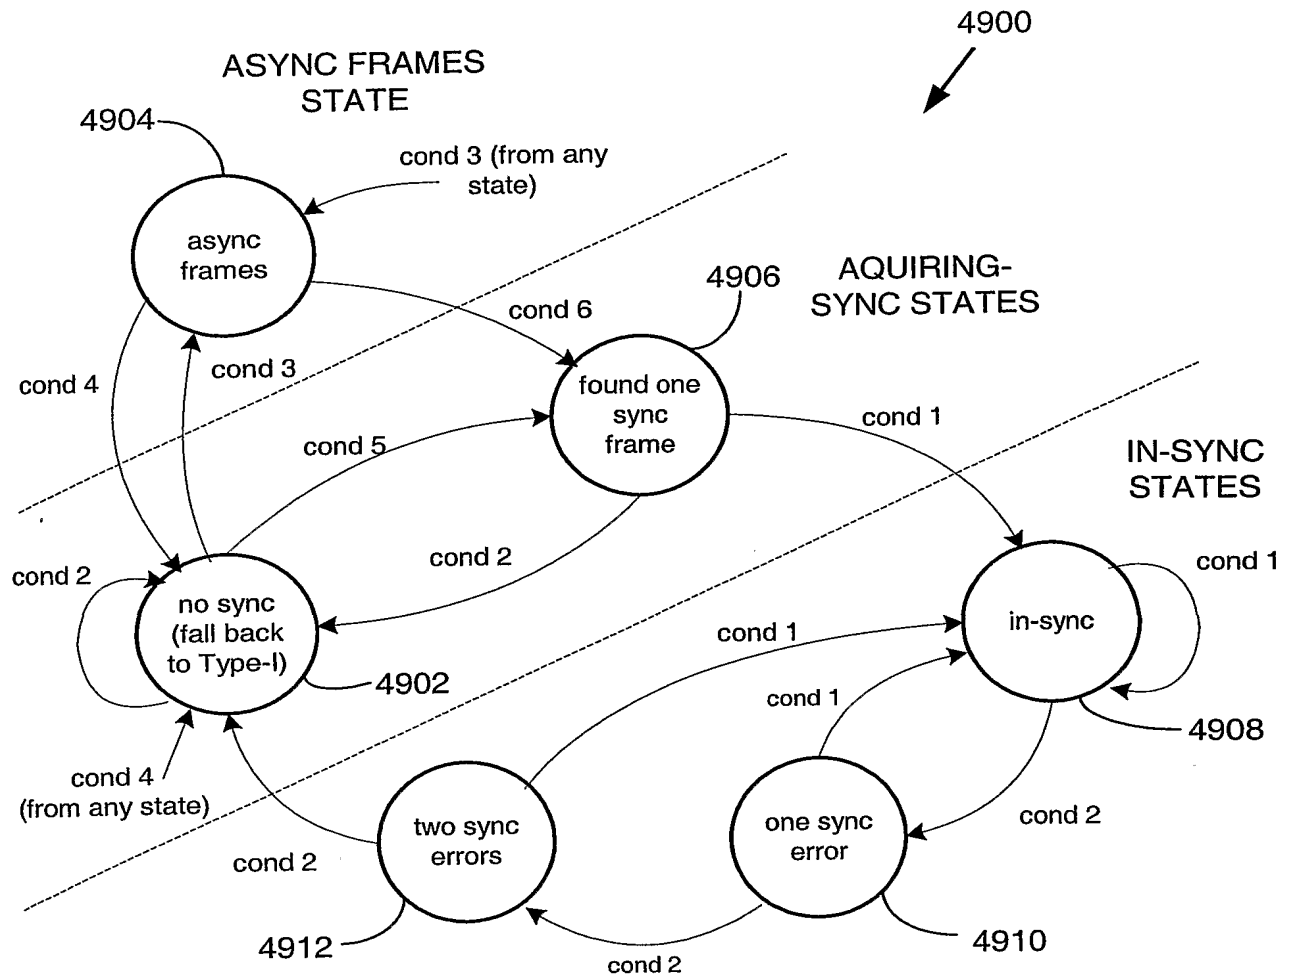 4900
ASYNC FRAMES
STATE
4904
cond 3 (from any
state)
async
frames
4906
AQUIRING-
SYNC STATES
cond 6
cond 3
cond 4
found one
sync
frame
cond 1
cond 5
IN-SYNC
STATES
cond 2
cond 2
cond 1
no sync
(fall back
to Type-I)
cond 1
in-sync
4902
cond 1
4908
cond 4
(from any state)
two sync
errors
one sync
error
cond 2
cond 2
4912
4910
cond 2